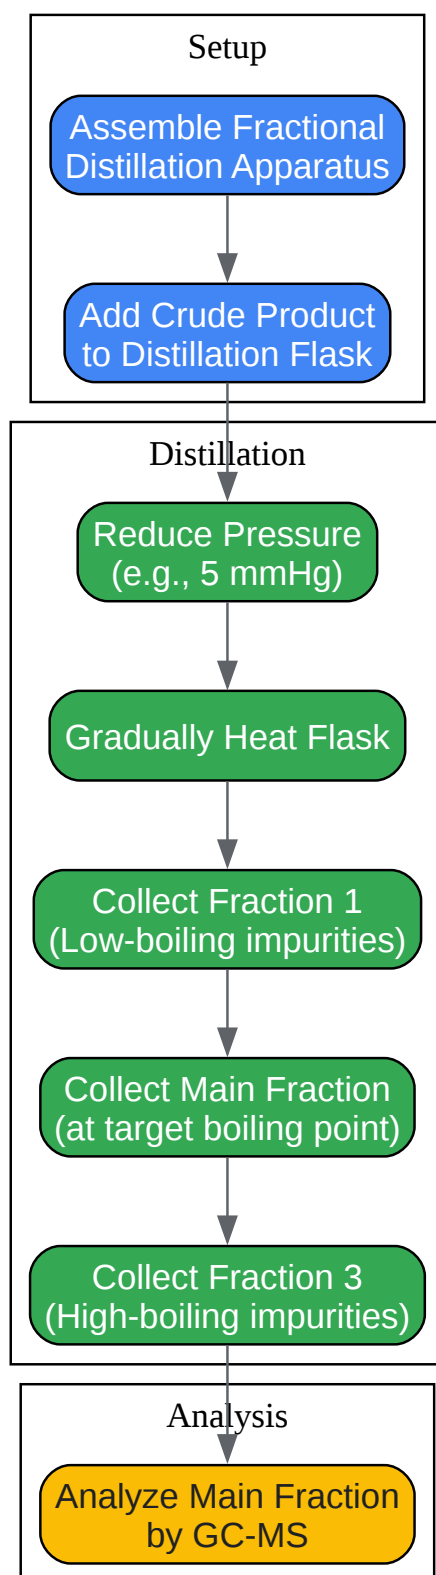 Setup
Assemble Fractional
Distillation Apparatus
Add Crude Product
to Distillation Flask
Distillation
Reduce Pressure
(e.g., 5 mmHg)
Gradually Heat Flask
Collect Fraction 1
(Low-boiling impurities)
Collect Main Fraction
(at target boiling point)
Collect Fraction 3
(High-boiling impurities)
Analysis
Analyze Main Fraction
by GC-MS